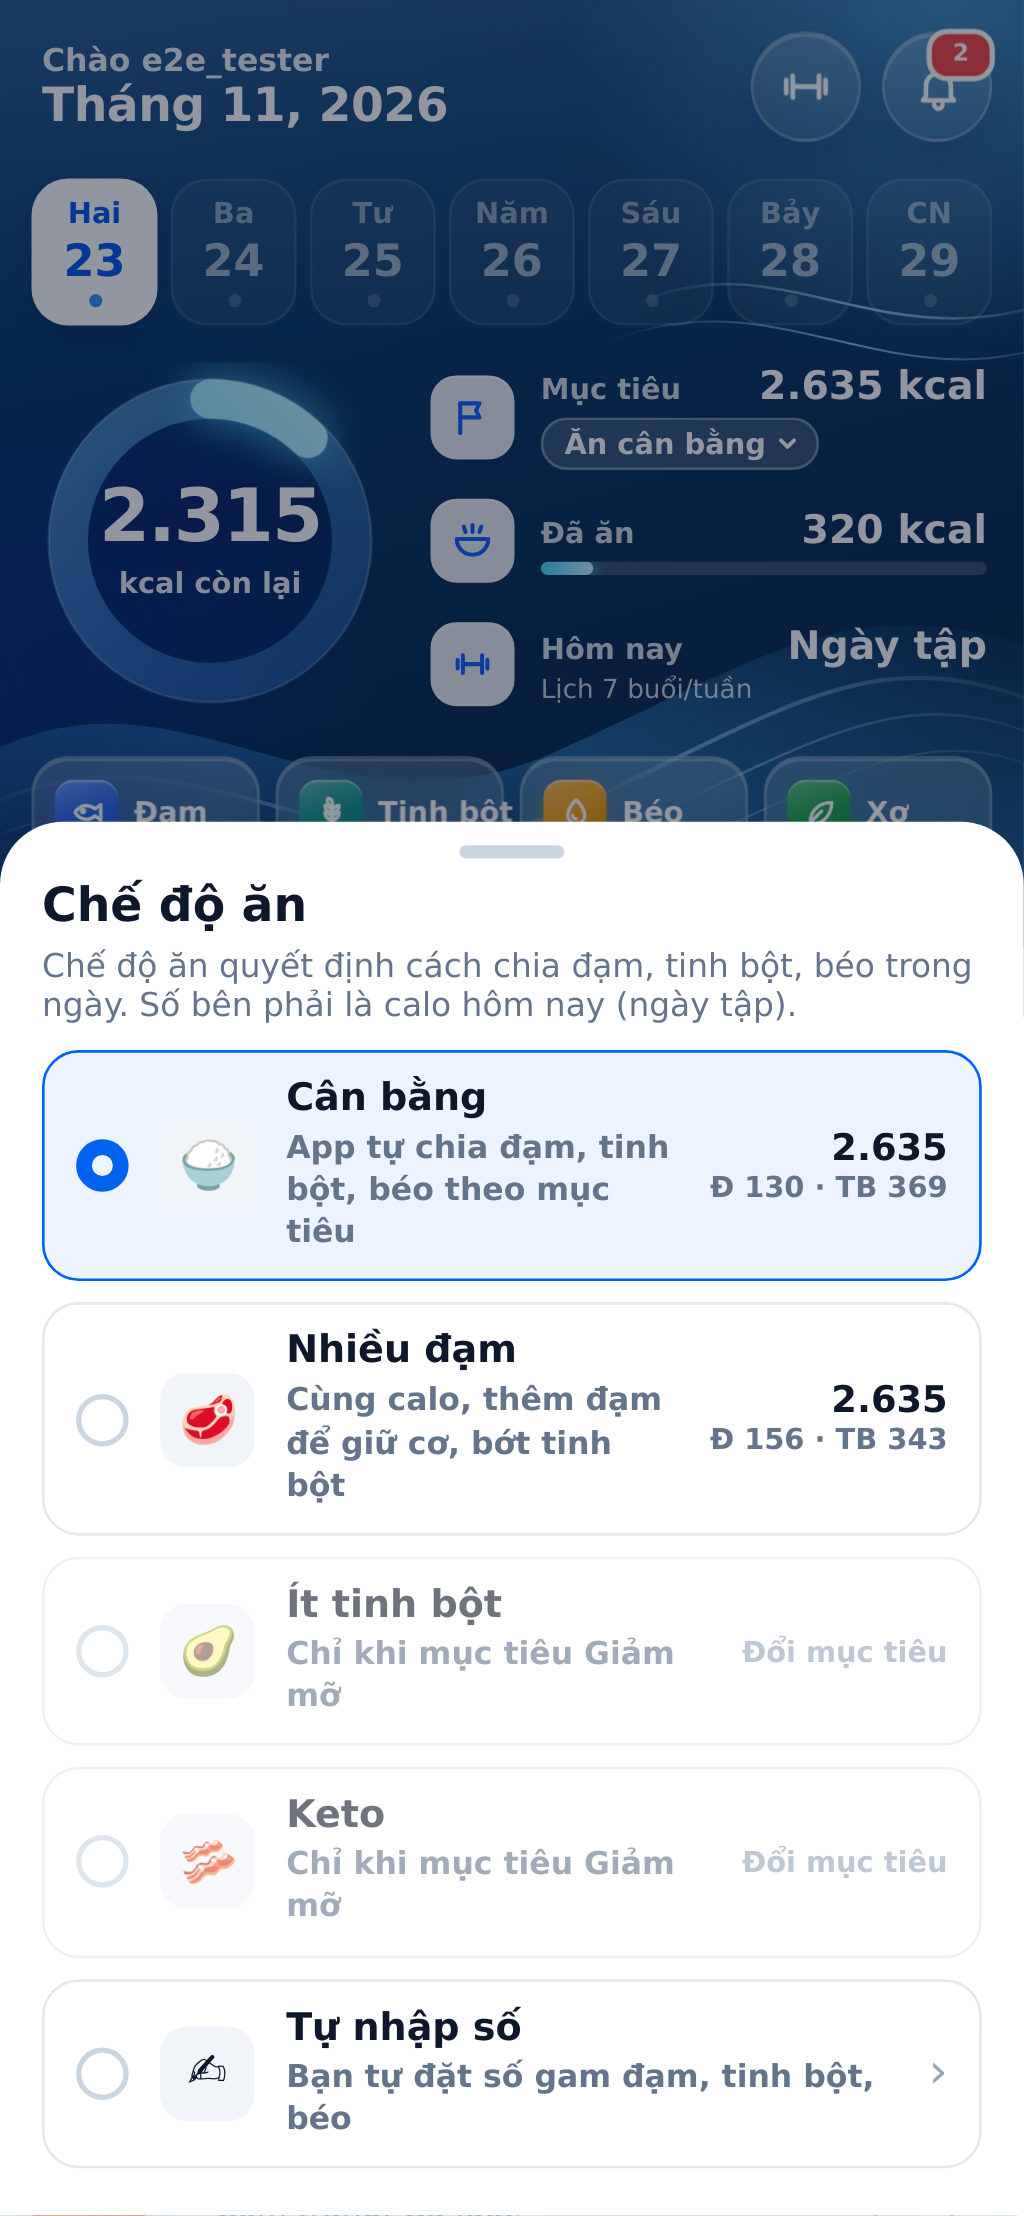 Chào e2e_tester
Tháng 11, 2026
2
Hai
23
Ba
24
Tư
25
Năm
26
Sáu
27
Bảy
28
CN
29
2.315
kcal còn lại
Mục tiêu
2.635 kcal
Ăn cân bằng
Đã ăn
320 kcal
Hôm nay
Ngày tập
Lịch 7 buổi/tuần
Đạm
Tinh bột
Béo
Xơ
Chế độ ăn
Chế độ ăn quyết định cách chia đạm, tinh bột, béo trong
ngày. Số bên phải là calo hôm nay (ngày tập).
Cân bằng
App tự chia đạm, tinh
bột, béo theo mục
tiêu
2.635
Đ 130 · TB 369
Nhiều đạm
Cùng calo, thêm đạm
để giữ cơ, bớt tinh
bột
2.635
Đ 156 · TB 343
Ít tinh bột
Chỉ khi mục tiêu Giảm
mỡ
Đổi mục tiêu
Keto
Chỉ khi mục tiêu Giảm
mỡ
Đổi mục tiêu
Tự nhập số
Bạn tự đặt số gam đạm, tinh bột,
béo